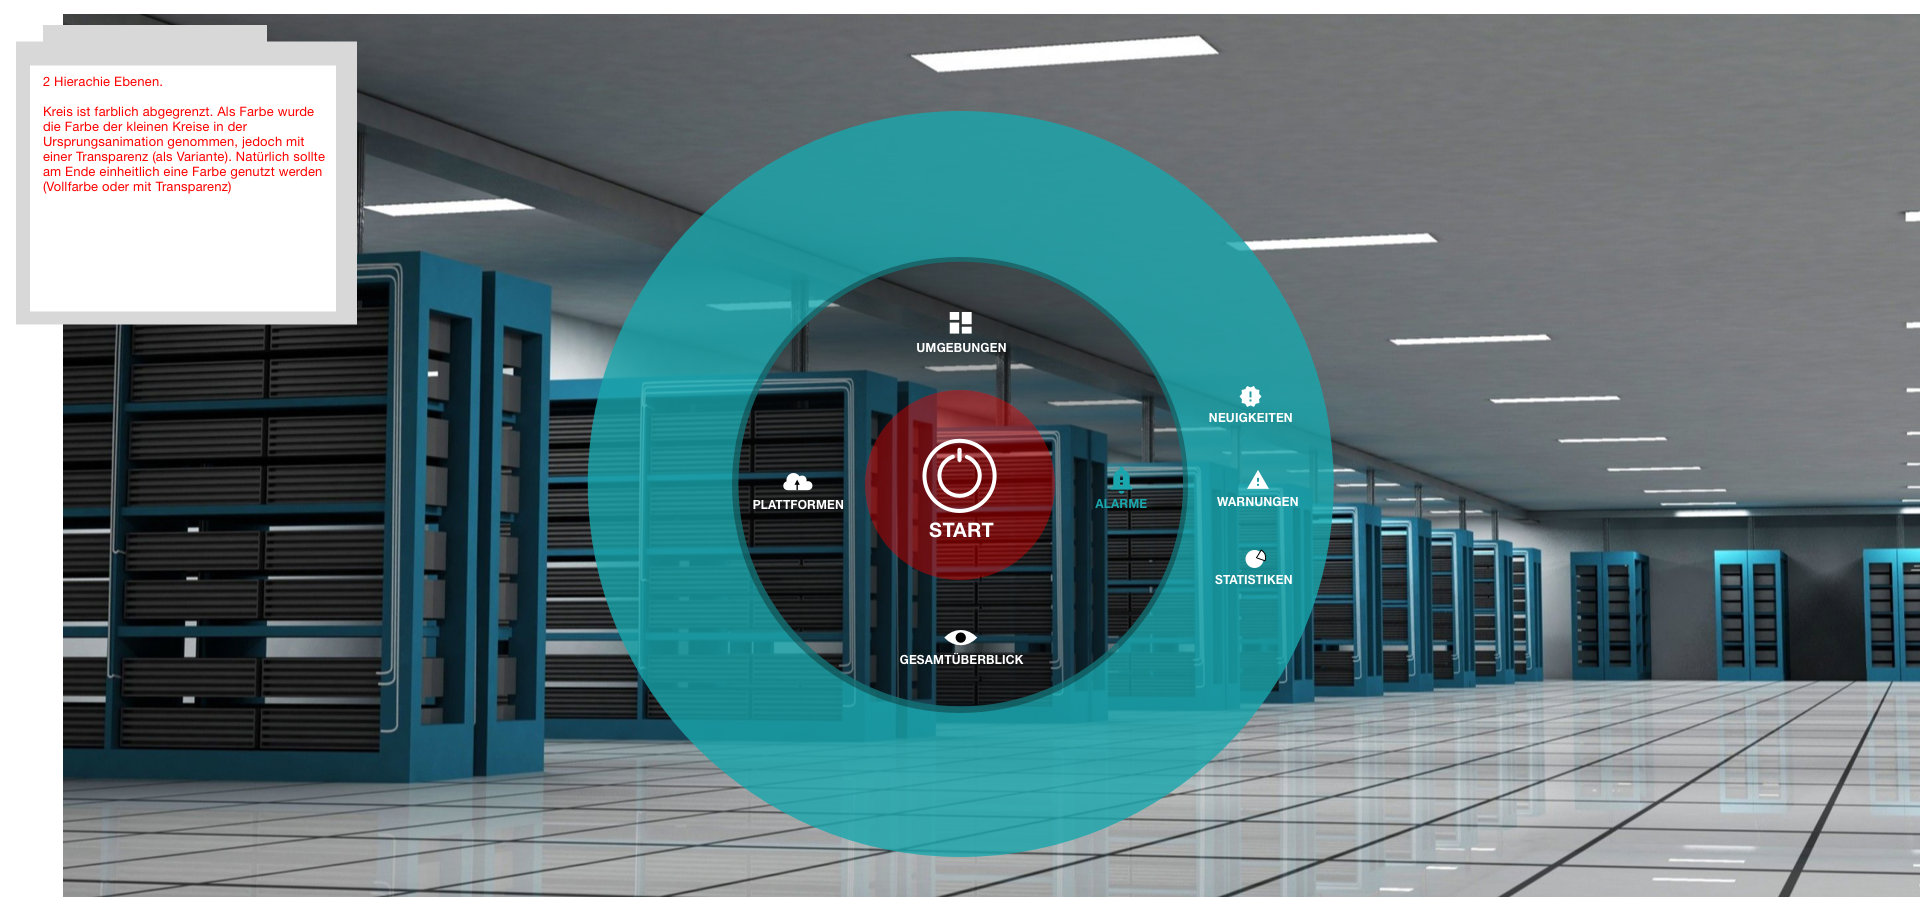 2 Hierachie Ebenen.
Kreis ist farblich abgegrenzt. Als Farbe wurde
die Farbe der kleinen Kreise in der
Ursprungsanimation genommen, jedoch mit
einer Transparenz (als Variante). Natürlich sollte
am Ende einheitlich eine Farbe genutzt werden
(Vollfarbe oder mit Transparenz)
UMGEBUNGEN
NEUIGKEITEN
PLATTFORMEN
START
ALARME
WARNUNGEN
STATISTIKEN
GESAMTÜBERBLICK